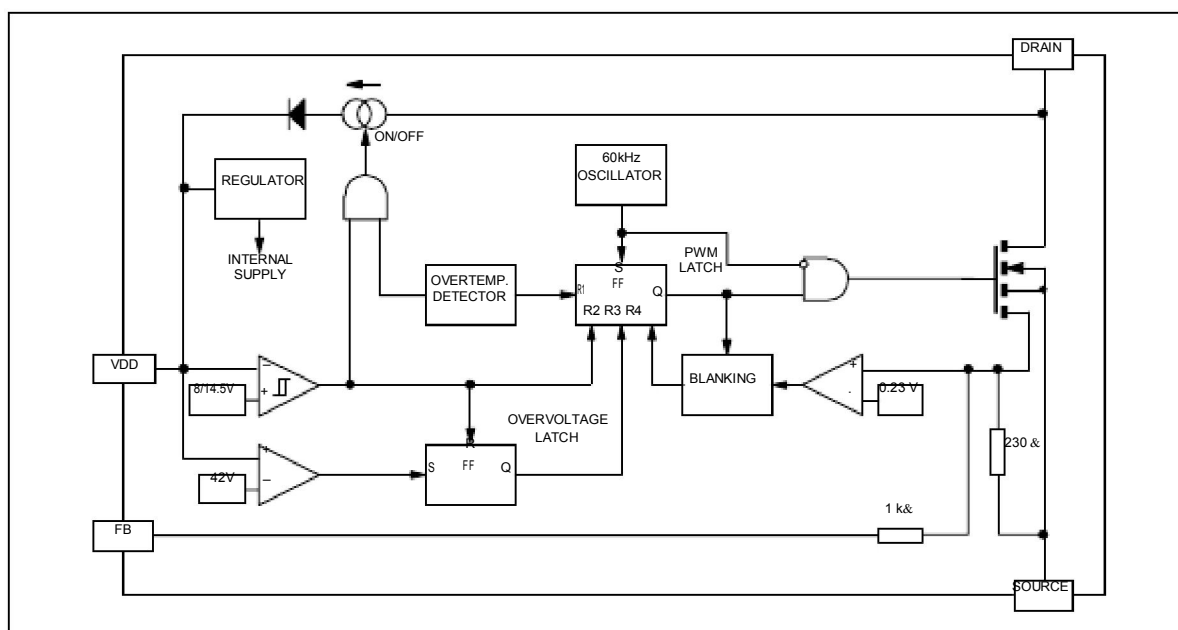 DRAIN
ON/OFF
60kHz
OSCILLATOR
REGULATOR
INTERNAL
SUPPLY
PWM
LATCH
OVERTEMP.
DETECTOR
R1
S
FF
Q
R2 R3 R4
VDD
8/14.5V
−
+
BLANKING
+
-
0.23 V
OVERVOLTAGE
LATCH
230 &
42V
+
−
R
S
FF
Q
1 k&
FB
SOURCE